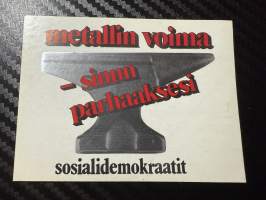 metallin voima
– sinun
parhaaksesi
sosialidemokraatit